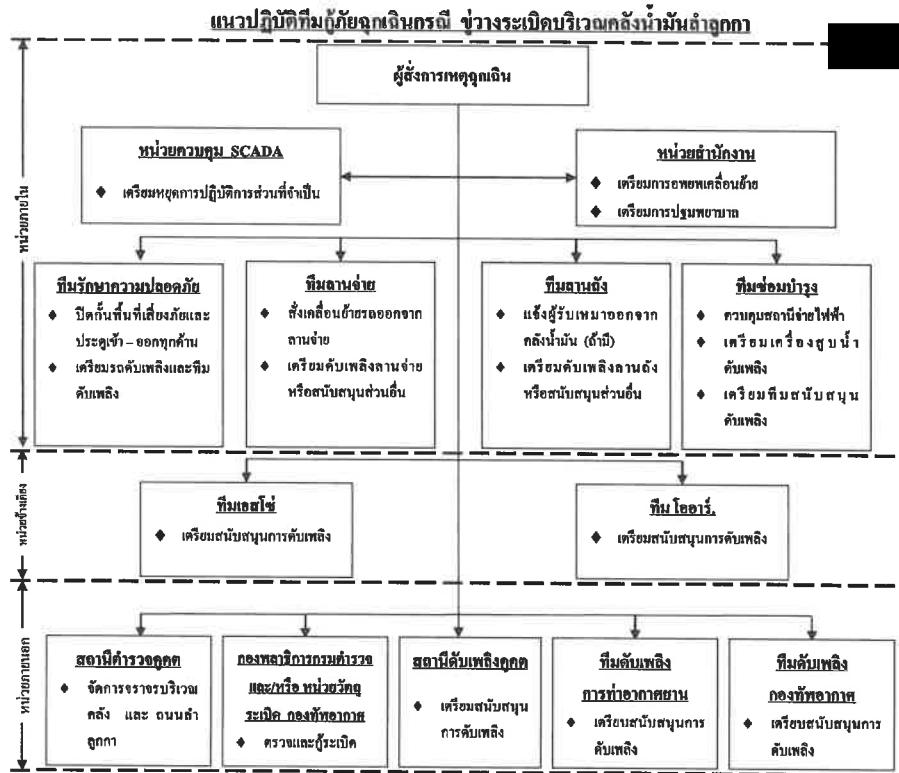 แนวปฏิบัติทีมกู้ภัยฉุกเฉินกรณี ขู่วางระเบิดบริเวณคลังน้ำมันลำลูกกา
ผู้สั่งการเหตุฉุกเฉิน
หน่วยภายใน
หน่วยควบคุม SCADA
◆ เตรียมหยุดการปฏิบัติการส่วนที่จำเป็น
หน่วยสำนักงาน
◆ เตรียมการอพยพเคลื่อนย้าย
◆ เตรียมการปฐมพยาบาล
ทีมรักษาความปลอดภัย
◆ ปิดกั้นพื้นที่เสี่ยงภัยและ
ประตูเข้า – ออกทุกด้าน
◆ เตรียมรถดับเพลิงและทีม
ดับเพลิง
ทีมลานจ่าย
◆ สั่งเคลื่อนย้ายรถออกจาก
ลานจ่าย
◆ เตรียมดับเพลิงลานจ่าย
หรือสนับสนุนส่วนอื่น
ทีมลานถัง
◆ แจ้งผู้รับเหมาออกจาก
คลังน้ำมัน (ถ้ามี)
◆ เตรียมดับเพลิงลานถัง
หรือสนับสนุนส่วนอื่น
ทีมซ่อมบำรุง
◆ ควบคุมสถานีจ่ายไฟฟ้า
◆ เตรียมเครื่องสูบน้ำ
ดับเพลิง
◆ เตรียมทีมสนับสนุน
ดับเพลิง
หน่วยข้างเคียง
ทีมเอสโซ่
◆ เตรียมสนับสนุนการดับเพลิง
ทีม โออาร์.
◆ เตรียมสนับสนุนการดับเพลิง
หน่วยภายนอก
สถานีตำรวจคูคต
◆ จัดการจราจรบริเวณ
คลัง และ ถนนลำ
ลูกกา
กองพลาธิการกรมตำรวจ
และ/หรือ หน่วยวัตถุ
ระเบิด กองทัพอากาศ
◆ ตรวจและกู้ระเบิด
สถานีดับเพลิงคูคต
◆ เตรียมสนับสนุน
การดับเพลิง
ทีมดับเพลิง
การท่าอากาศยาน
◆ เตรียบสนับสนุนการ
ดับเพลิง
ทีมดับเพลิง
กองทัพอากาศ
◆ เตรียบสนับสนุนการ
ดับเพลิง